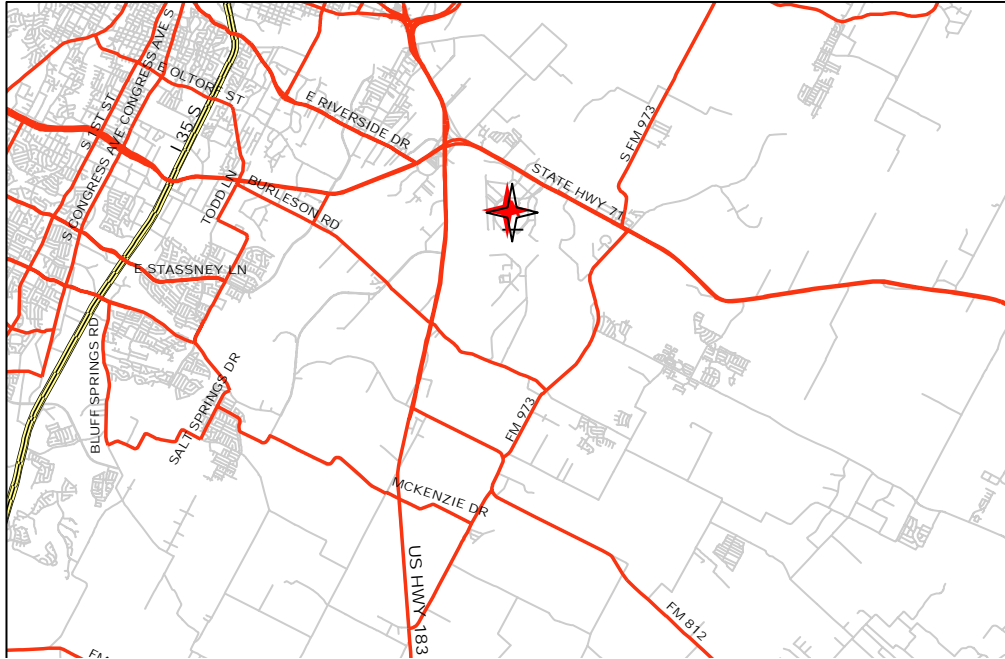 E OLTORF ST
S 1ST ST
S CONGRESS AVE
CONGRESS AVE S
I 35 S
E RIVERSIDE DR
S FM 973
STATE HWY 71
TODD LN
BURLESON RD
E STASSNEY LN
BLUFF SPRINGS RD
SALT SPRINGS DR
FM 973
MCKENZIE DR
US HWY 183
FM 812
FM